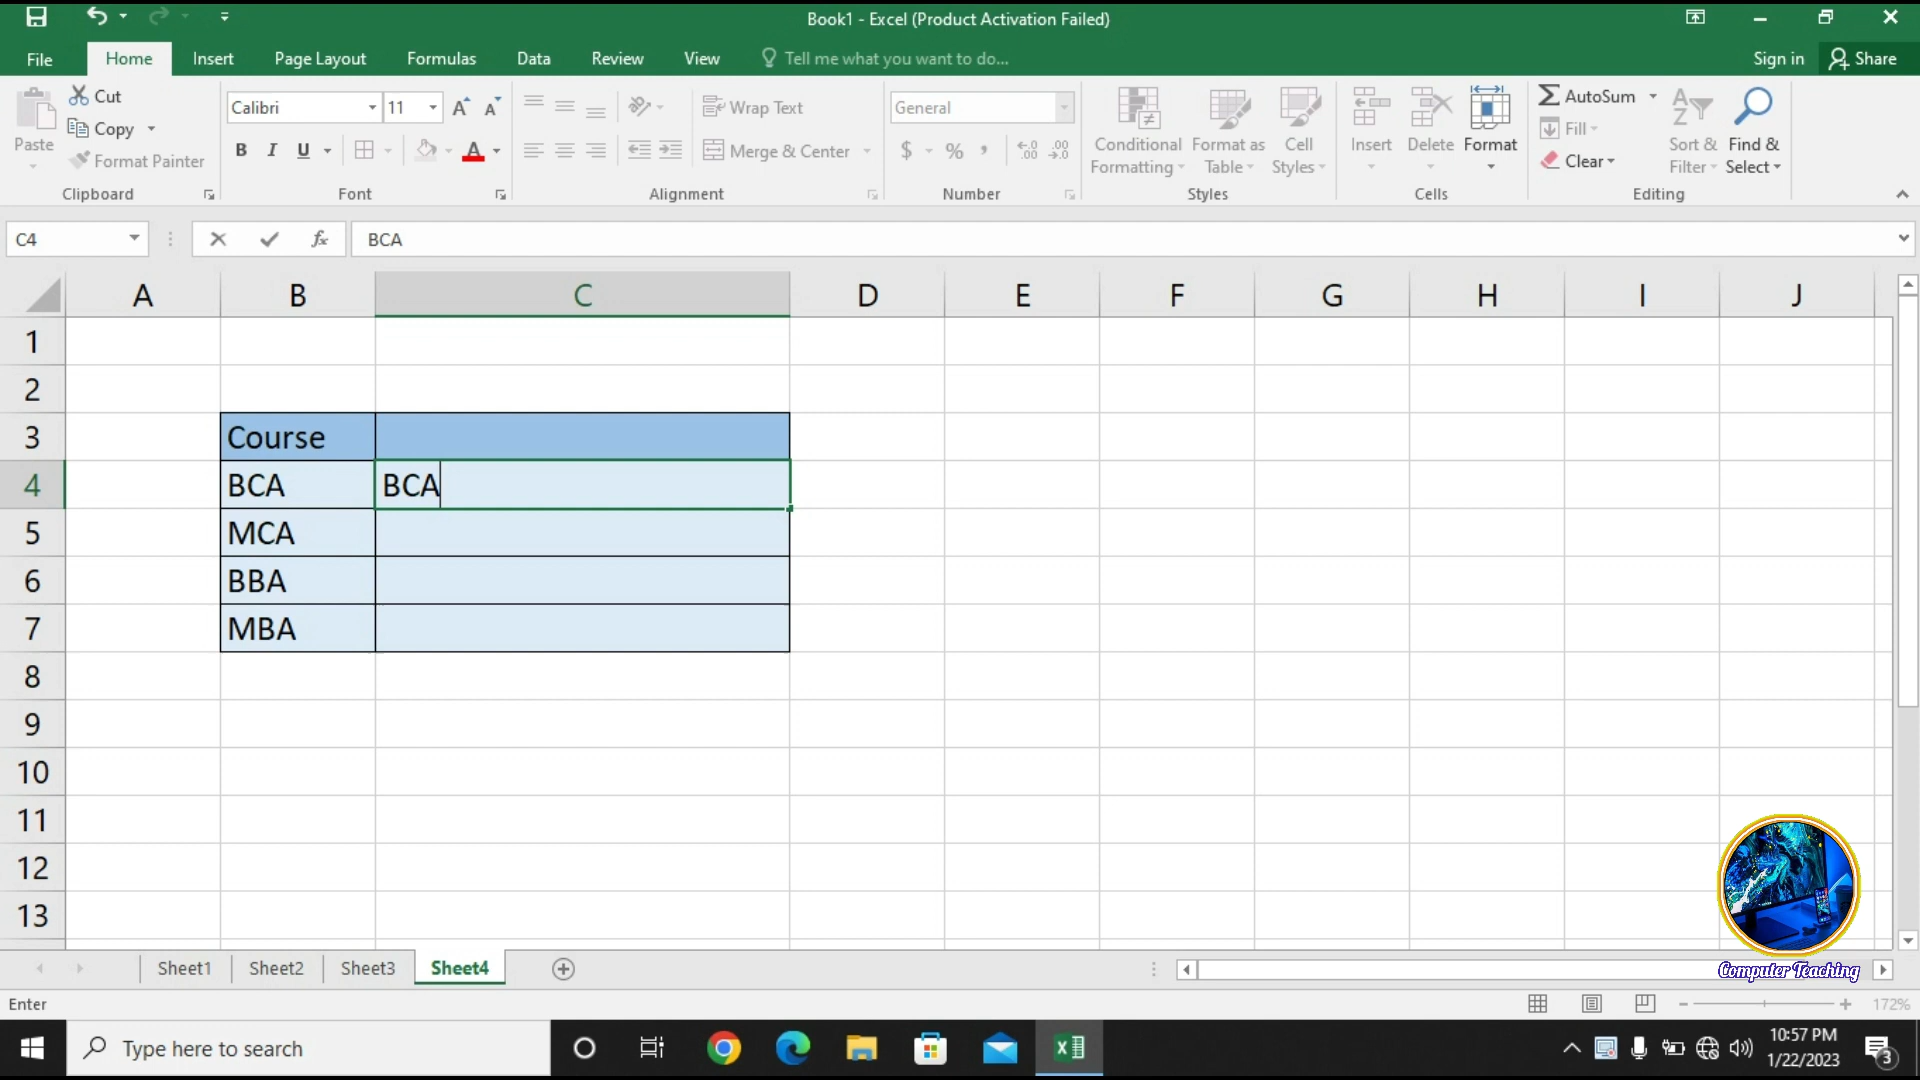 Book1 - Excel (Product Activation Failed)
File Home Insert Page Layout Formulas Data Review View Tell me what you want to do... Sign in Share
Paste
Cut
Copy
Format Painter
Clipboard
Calibri 11
B I U A
Font
Wrap Text
Merge & Center
Alignment
General
$ % ,
Number
Conditional Formatting
Format as Table
Cell Styles
Styles
Insert Delete Format
Cells
AutoSum
Fill
Clear
Sort & Filter
Find & Select
Editing
C4 fx BCA
A B C D E F G H I J
1
2
3 Course
4 BCA BCA
5 MCA
6 BBA
7 MBA
8
9
10
11
12
13
Computer Teaching
Sheet1 Sheet2 Sheet3 Sheet4
Enter 172%
Type here to search
10:57 PM
1/22/2023
3